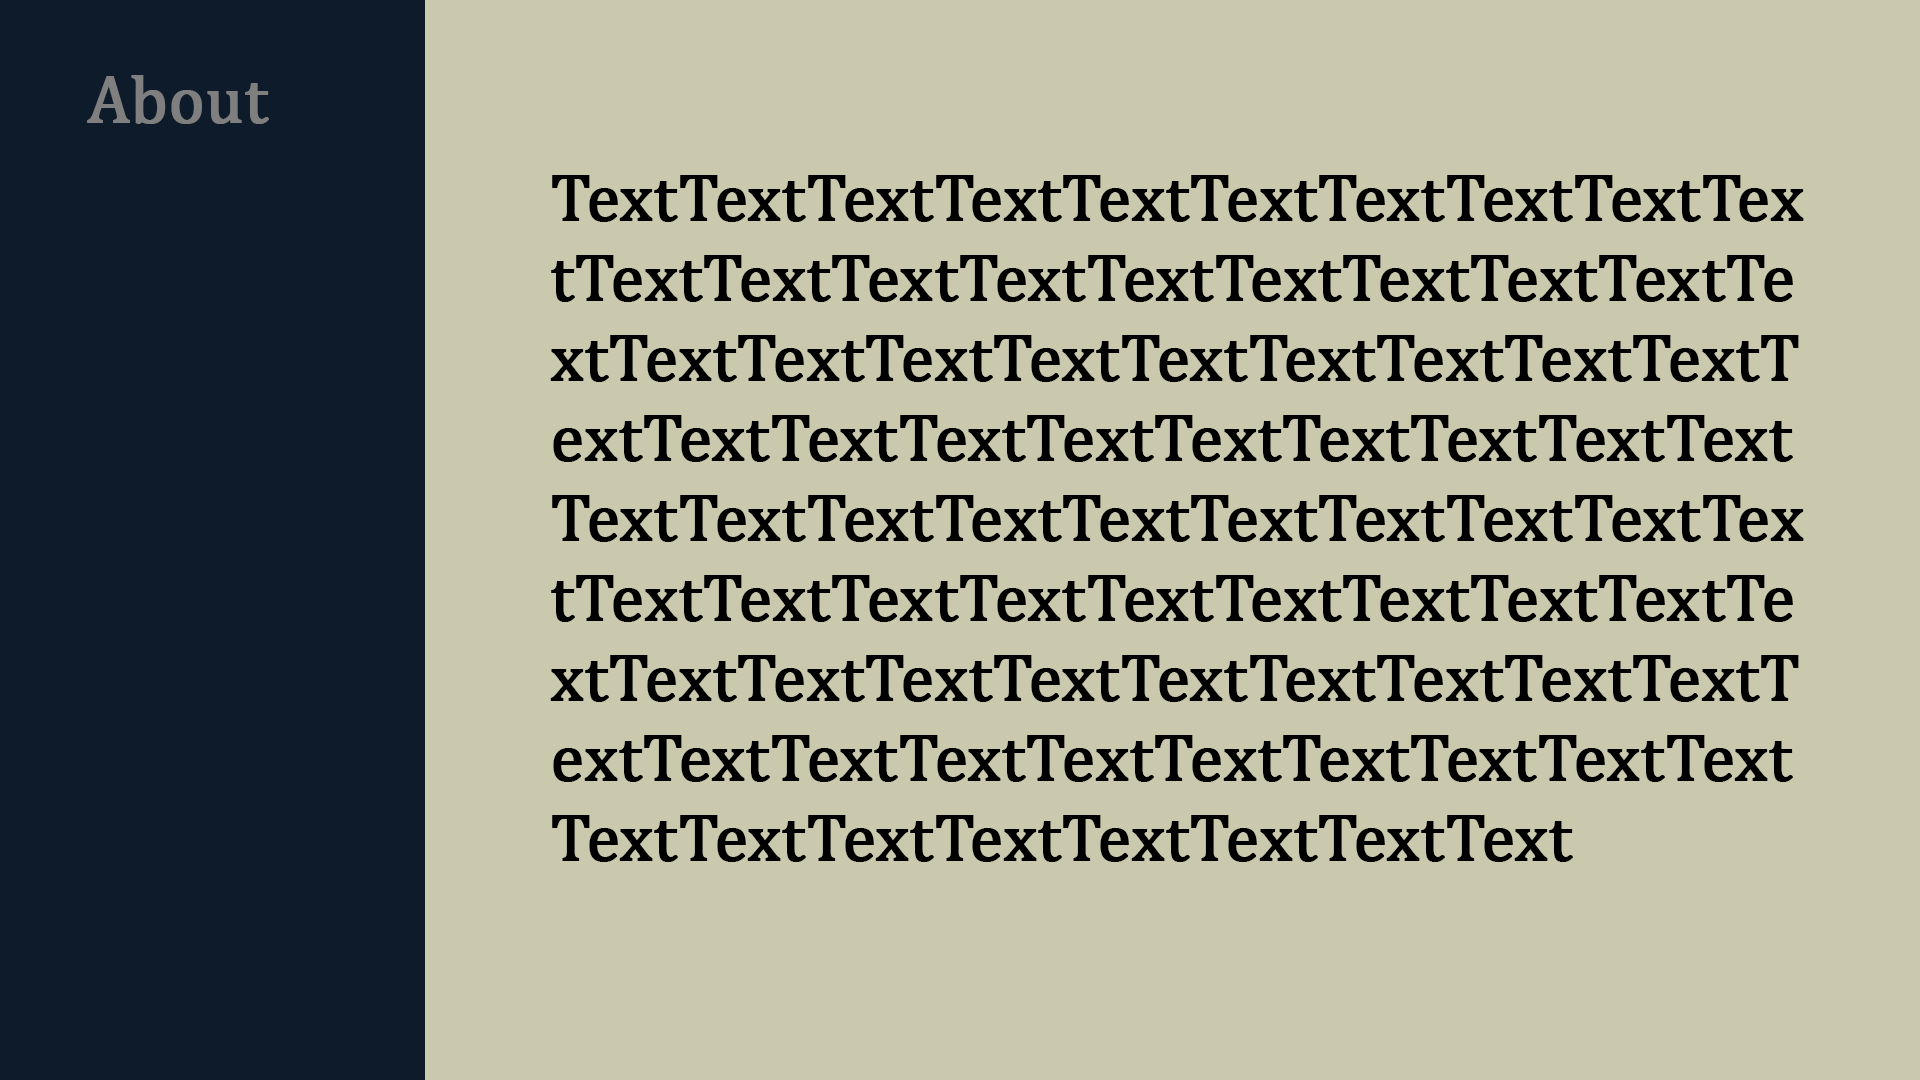 About
TextTextTextTextTextTextTextTextTextTex
tTextTextTextTextTextTextTextTextTextTe
xtTextTextTextTextTextTextTextTextTextT
extTextTextTextTextTextTextTextTextText
TextTextTextTextTextTextTextTextTextTex
tTextTextTextTextTextTextTextTextTextTe
xtTextTextTextTextTextTextTextTextTextT
extTextTextTextTextTextTextTextTextText
TextTextTextTextTextTextTextText